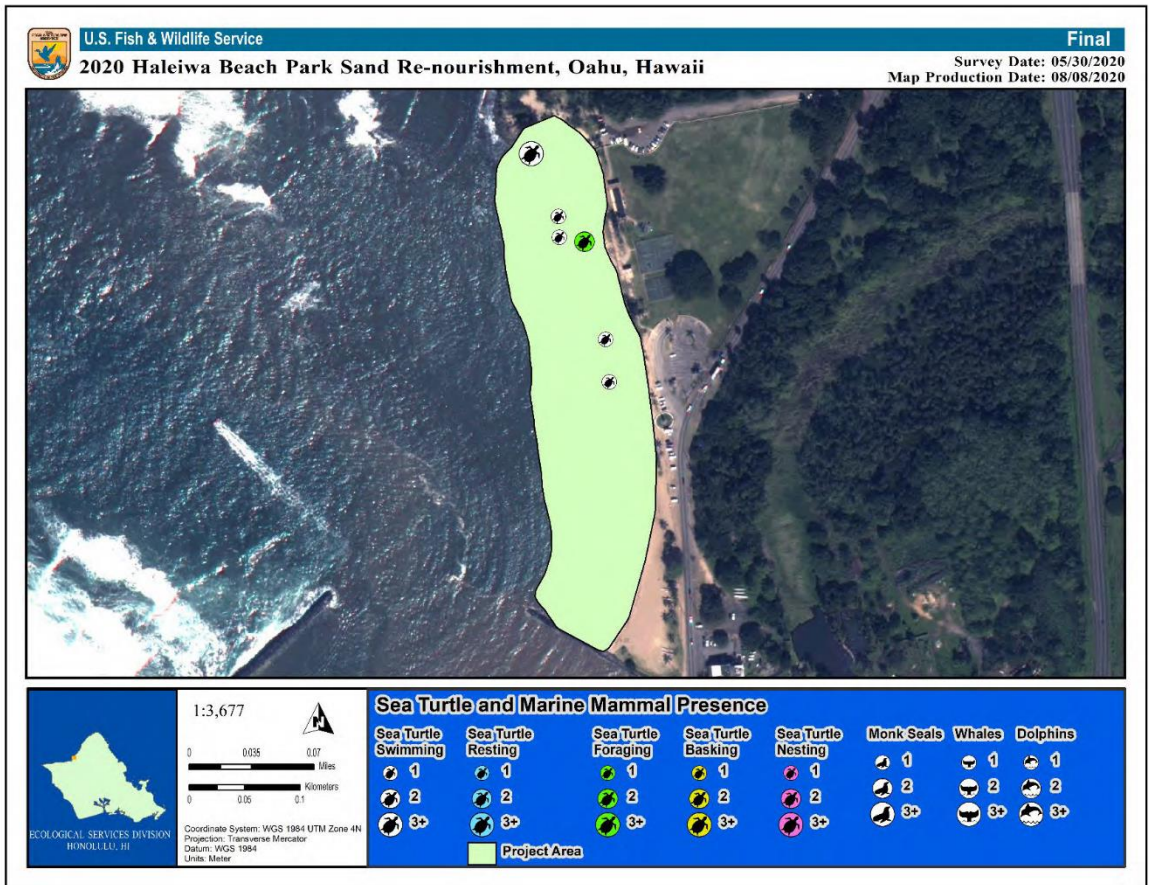 U.S. Fish & Wildlife Service
Final
2020 Haleiwa Beach Park Sand Re-nourishment, Oahu, Hawaii
Survey Date: 05/30/2020
Map Production Date: 08/08/2020
ECOLOGICAL SERVICES DIVISION
HONOLULU, HI
1:3,677
N
0 0.035 0.07
Miles
Kilometers
0 0.05 0.1
Coordinate System: WGS 1984 UTM Zone 4N
Projection: Transverse Mercator
Datum: WGS 1984
Units: Meter
Sea Turtle and Marine Mammal Presence
Sea Turtle Swimming
1
2
3+
Sea Turtle Resting
1
2
3+
Sea Turtle Foraging
1
2
3+
Sea Turtle Basking
1
2
3+
Sea Turtle Nesting
1
2
3+
Monk Seals
1
2
3+
Whales
1
2
3+
Dolphins
1
2
3+
Project Area